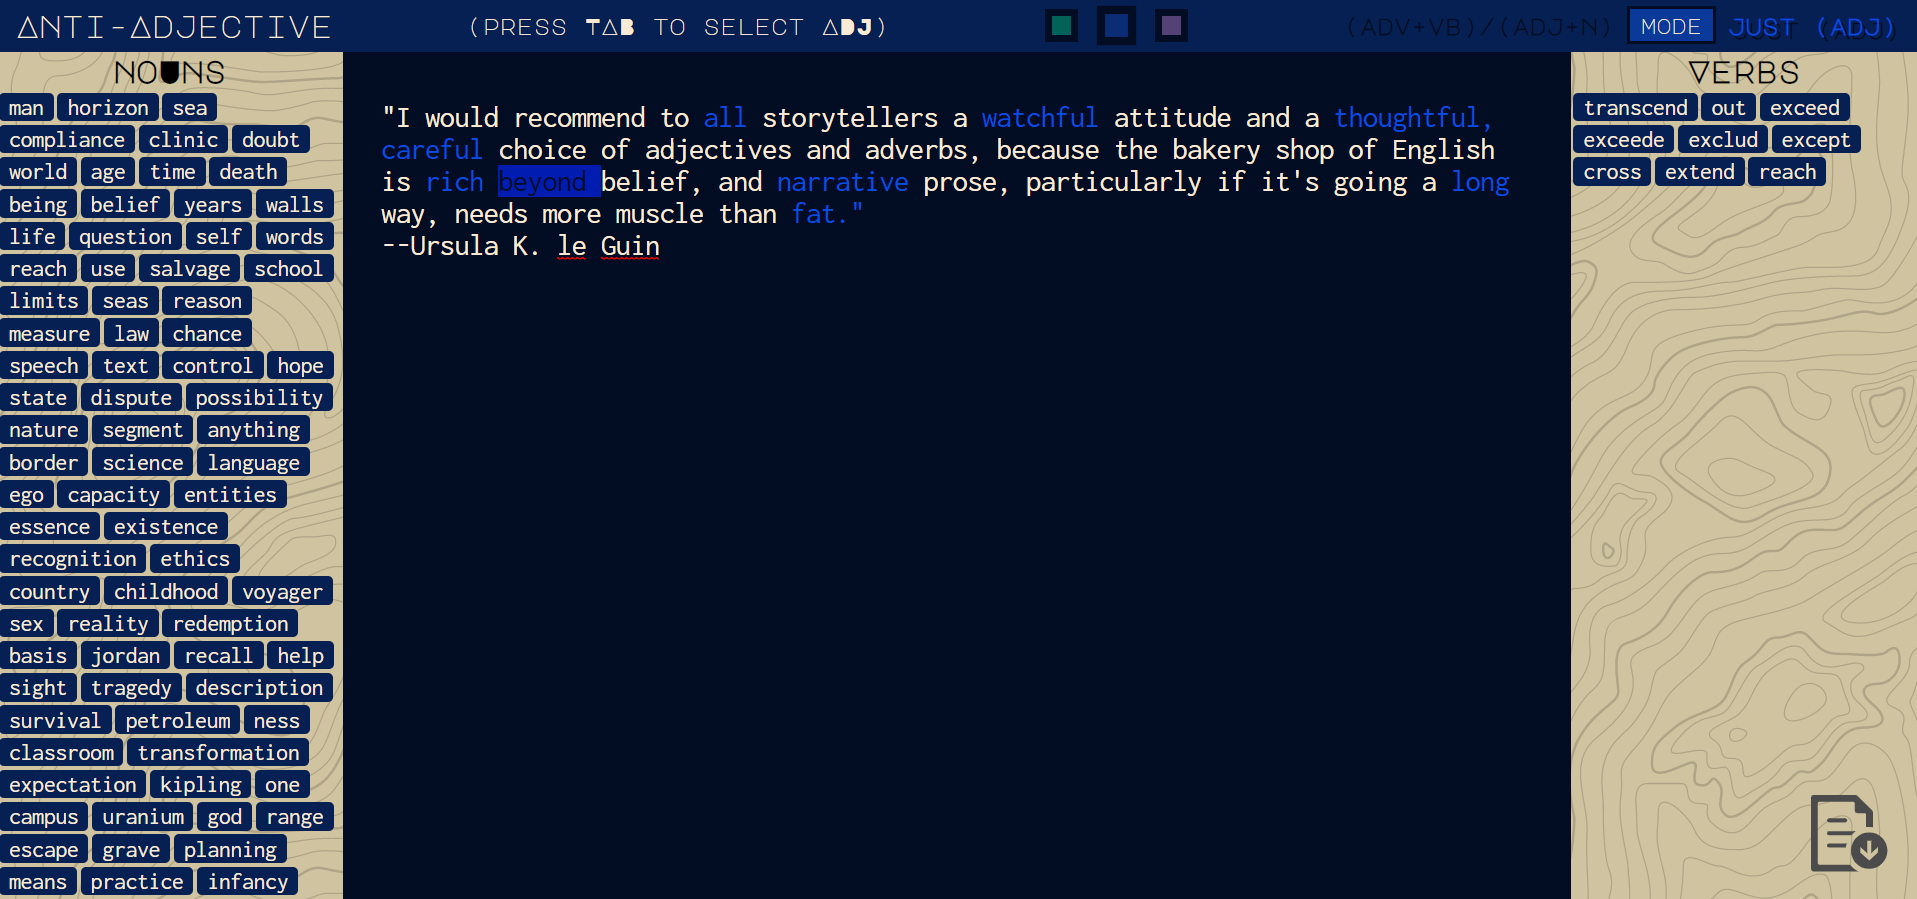 ANTI-ADJECTIVE
(PRESS TAB TO SELECT ADJ)
(ADV+VB)/(ADJ+N)
MODE
JUST (ADJ)
NOUNS
man horizon sea
compliance clinic doubt
world age time death
being belief years walls
life question self words
reach use salvage school
limits seas reason
measure law chance
speech text control hope
state dispute possibility
nature segment anything
border science language
ego capacity entities
essence existence
recognition ethics
country childhood voyager
sex reality redemption
basis jordan recall help
sight tragedy description
survival petroleum ness
classroom transformation
expectation kipling one
campus uranium god range
escape grave planning
means practice infancy
"I would recommend to all storytellers a watchful attitude and a thoughtful,
careful choice of adjectives and adverbs, because the bakery shop of English
is rich beyond belief, and narrative prose, particularly if it's going a long
way, needs more muscle than fat."
--Ursula K. le Guin
VERBS
transcend out exceed
exceede exclud except
cross extend reach